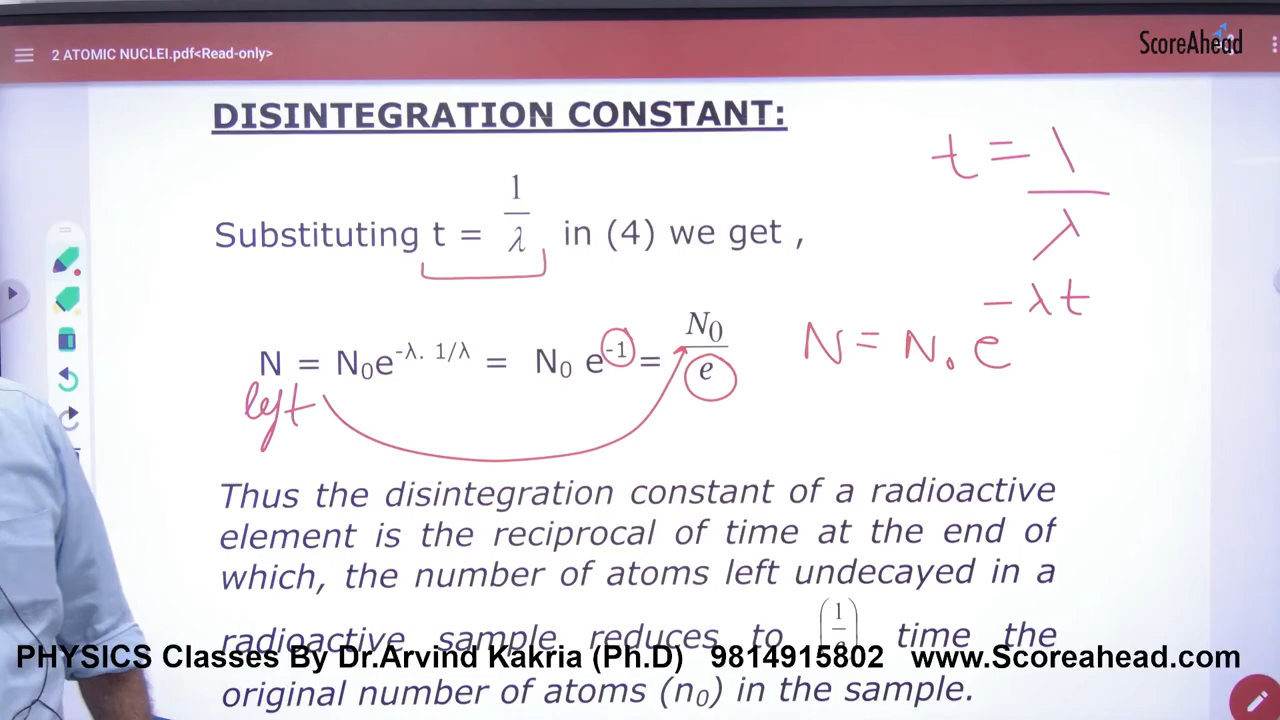 2 ATOMIC NUCLEI.pdf<Read-only>
ScoreAhead
DISINTEGRATION CONSTANT:
Substituting t = 1/λ in (4) we get ,
t = 1/λ
N = N₀e^-λ. 1/λ = N₀ e^-1 = N₀/e
N = N₀ e^-λt
left
Thus the disintegration constant of a radioactive
element is the reciprocal of time at the end of
which, the number of atoms left undecayed in a
radioactive sample reduces to (1/e) time the
PHYSICS Classes By Dr.Arvind Kakria (Ph.D) 9814915802 www.Scoreahead.com
original number of atoms (n₀) in the sample.